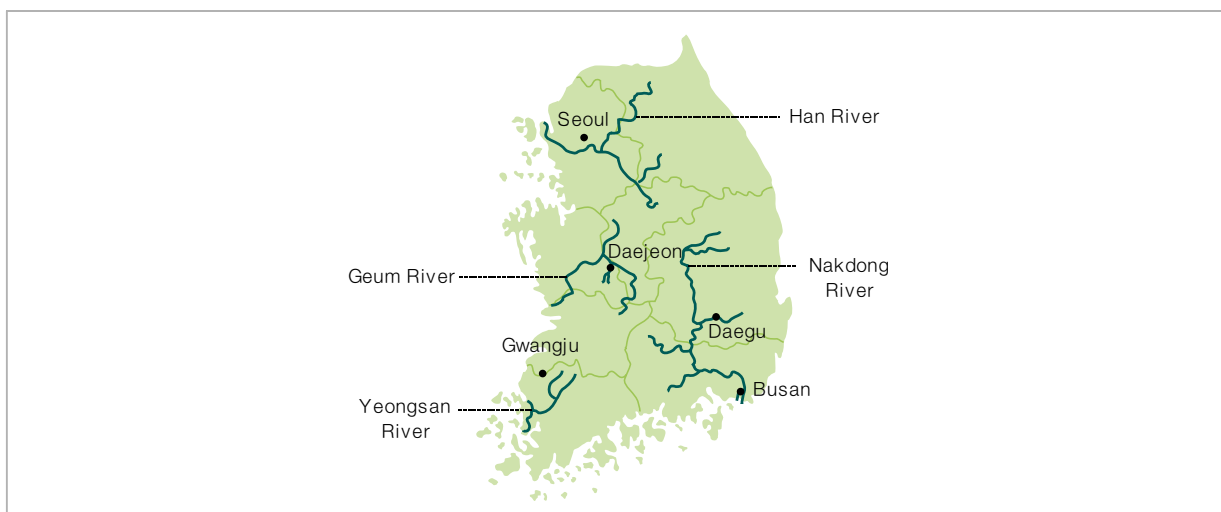 Seoul
Han River
Daejeon
Geum River
Nakdong
River
Daegu
Gwangju
Busan
Yeongsan
River